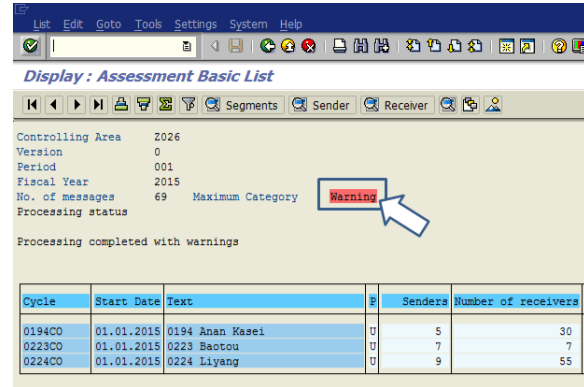 List Edit Goto Tools Settings System Help
Display : Assessment Basic List
Segments Sender Receiver
Controlling Area Z026
Version 0
Period 001
Fiscal Year 2015
No. of messages 69 Maximum Category Warning
Processing status
Processing completed with warnings
Cycle Start Date Text P Senders Number of receivers
0194CO 01.01.2015 0194 Anan Kasei U 5 30
0223CO 01.01.2015 0223 Baotou U 7 7
0224CO 01.01.2015 0224 Liyang U 9 55